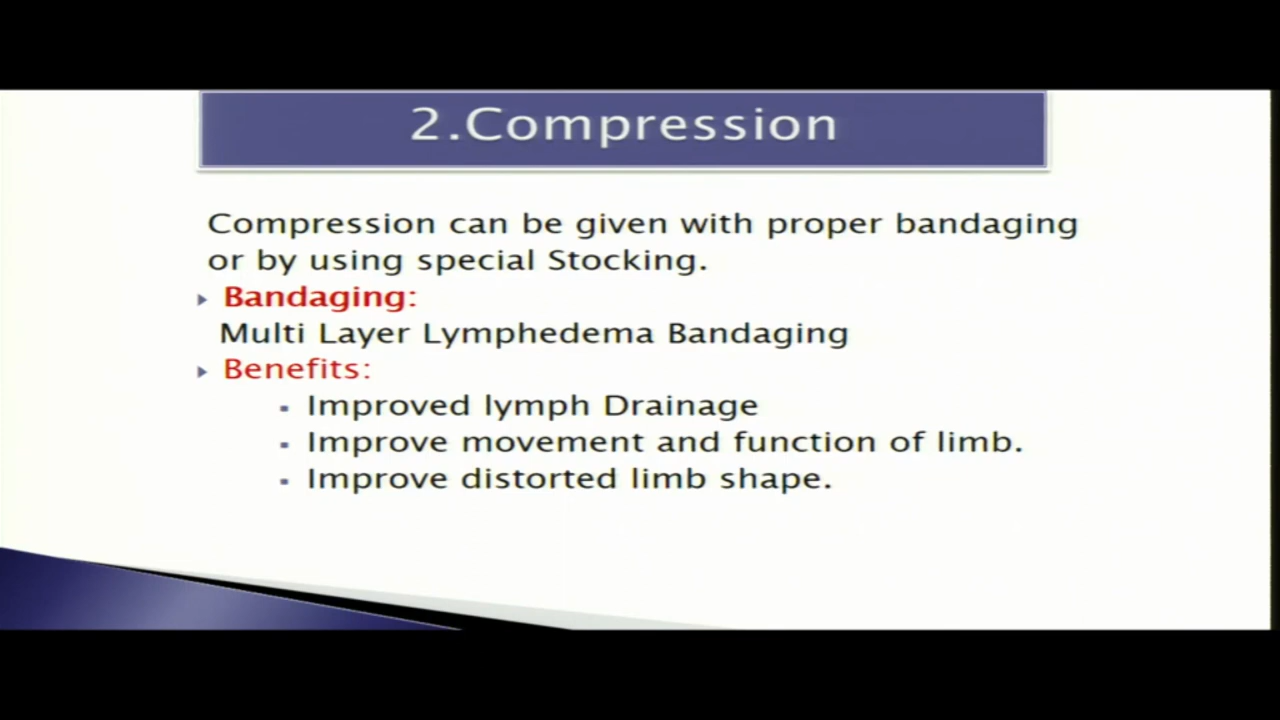 2.Compression
Compression can be given with proper bandaging
or by using special Stocking.
Bandaging:
Multi Layer Lymphedema Bandaging
Benefits:
Improved lymph Drainage
Improve movement and function of limb.
Improve distorted limb shape.